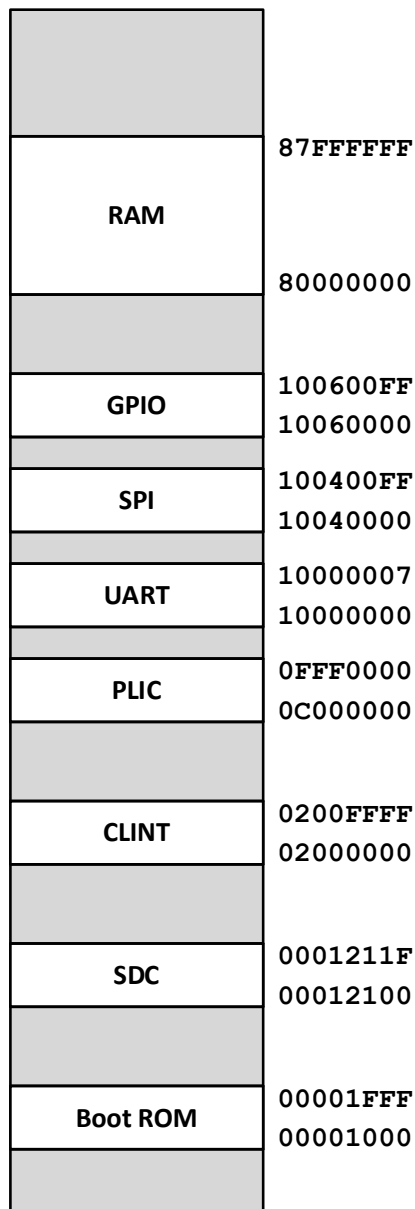 87FFFFFF
RAM
80000000
100600FF
GPIO
10060000
100400FF
SPI
10040000
10000007
UART
10000000
0FFF0000
PLIC
0C000000
0200FFFF
CLINT
02000000
0001211F
SDC
00012100
00001FFF
Boot ROM
00001000